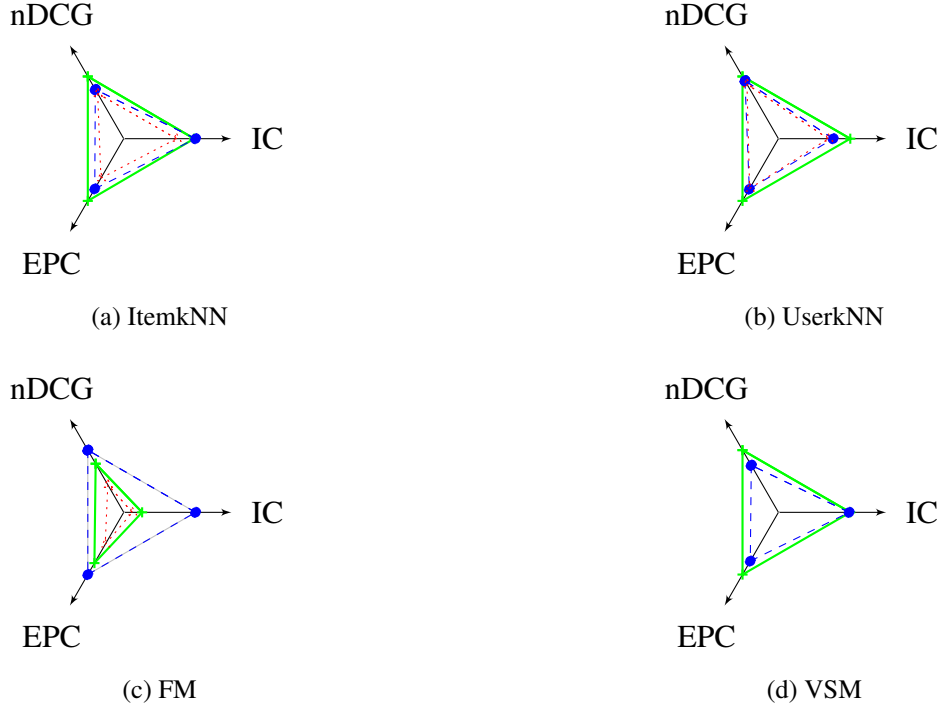 nDCG
IC
EPC
(a) ItemkNN
nDCG
IC
EPC
(b) UserkNN
nDCG
IC
EPC
(c) FM
nDCG
IC
EPC
(d) VSM